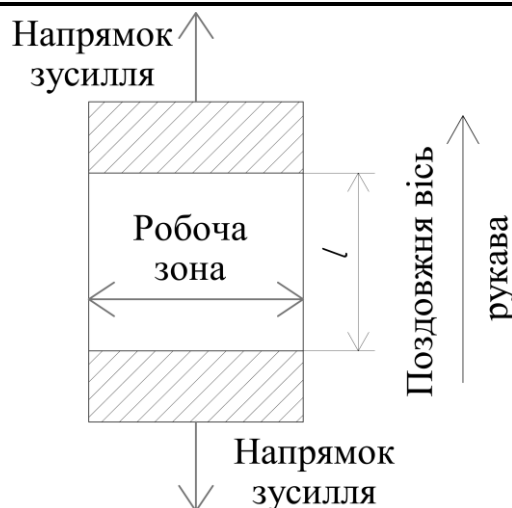 Напрямок
зусилля
Робоча
зона
l
Поздовжня вісь
рукава
Напрямок
зусилля